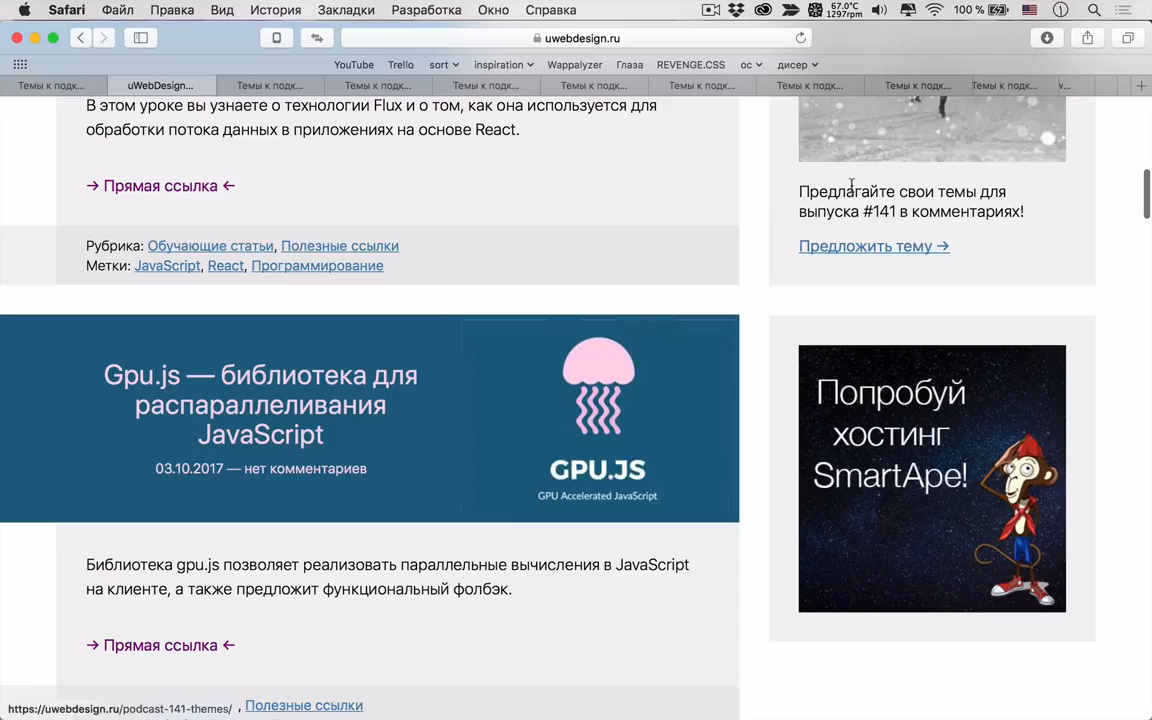 Safari Файл Правка Вид История Закладки Разработка Окно Справка 67.0°C 1297rpm 100 %
uwebdesign.ru
YouTube Trello sort inspiration Wappalyzer Глаза REVENGE.CSS ос дисер
Темы к подк... uWebDesign... Темы к подк... Темы к подк... Темы к подк... Темы к подк... Темы к подк... Темы к подк... Темы к подк... Темы к подк... w...
В этом уроке вы узнаете о технологии Flux и о том, как она используется для
обработки потока данных в приложениях на основе React.
→ Прямая ссылка ←
Рубрика: Обучающие статьи, Полезные ссылки
Метки: JavaScript, React, Программирование
Gpu.js — библиотека для
распараллеливания
JavaScript
03.10.2017 — нет комментариев
GPU.JS
GPU Accelerated JavaScript
Библиотека gpu.js позволяет реализовать параллельные вычисления в JavaScript
на клиенте, а также предложит функциональный фолбэк.
→ Прямая ссылка ←
, Полезные ссылки
https://uwebdesign.ru/podcast-141-themes/
Предлагайте свои темы для
выпуска #141 в комментариях!
Предложить тему →
Попробуй
хостинг
SmartApe!